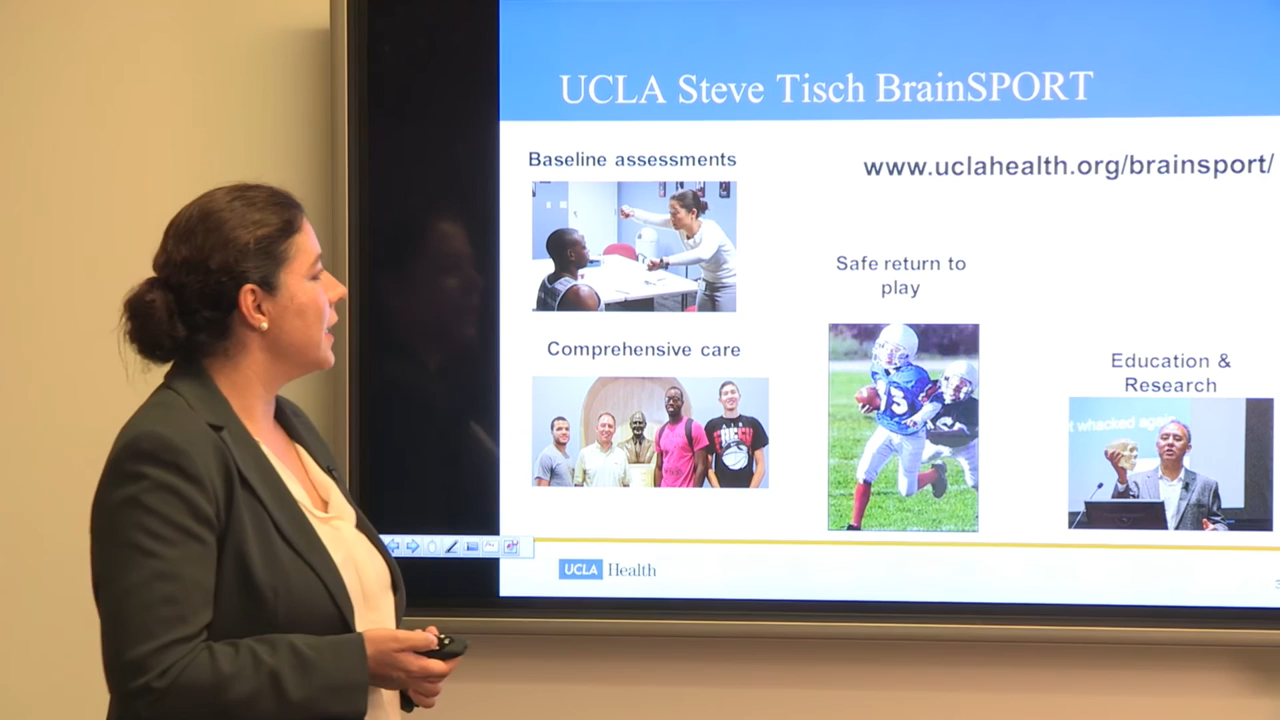 UCLA Steve Tisch BrainSPORT
Baseline assessments
www.uclahealth.org/brainsport/
Safe return to
play
Comprehensive care
Education &
Research
t whacked again
UCLA Health